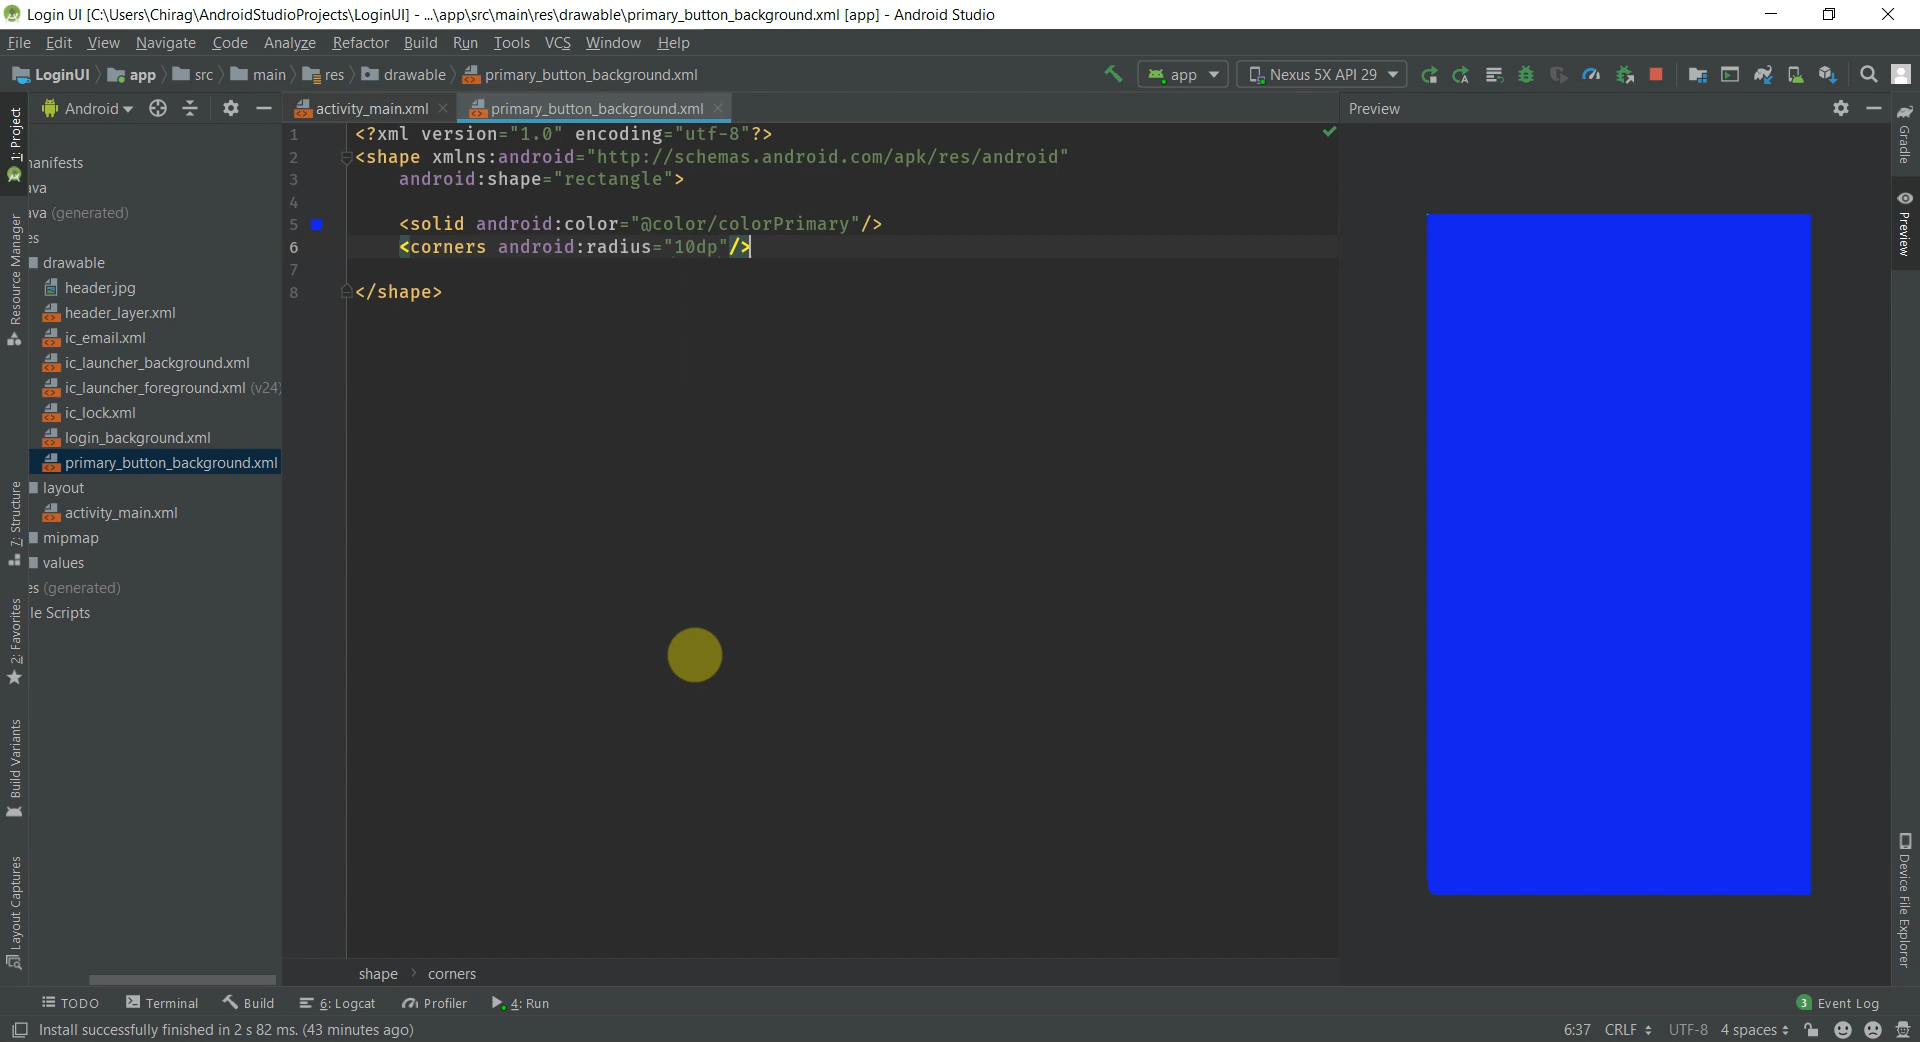 Login UI [C:\Users\Chirag\AndroidStudioProjects\LoginUI] - ...\app\src\main\res\drawable\primary_button_background.xml [app] - Android Studio
File Edit View Navigate Code Analyze Refactor Build Run Tools VCS Window Help
LoginUI app src main res drawable primary_button_background.xml app Nexus 5X API 29
Android activity_main.xml primary_button_background.xml Preview
1 <?xml version="1.0" encoding="utf-8"?>
2 <shape xmlns:android="http://schemas.android.com/apk/res/android"
3 android:shape="rectangle">
4
5 <solid android:color="@color/colorPrimary"/>
6 <corners android:radius="10dp"/>
7
8 </shape>
anifests
ava
ava (generated)
es
drawable
header.jpg
header_layer.xml
ic_email.xml
ic_launcher_background.xml
ic_launcher_foreground.xml (v24)
ic_lock.xml
login_background.xml
primary_button_background.xml
layout
activity_main.xml
mipmap
values
es (generated)
le Scripts
1: Project
Resource Manager
7: Structure
2: Favorites
Build Variants
Layout Captures
Gradle
Preview
Device File Explorer
shape corners
TODO Terminal Build 6: Logcat Profiler 4: Run 3 Event Log
Install successfully finished in 2 s 82 ms. (43 minutes ago) 6:37 CRLF UTF-8 4 spaces